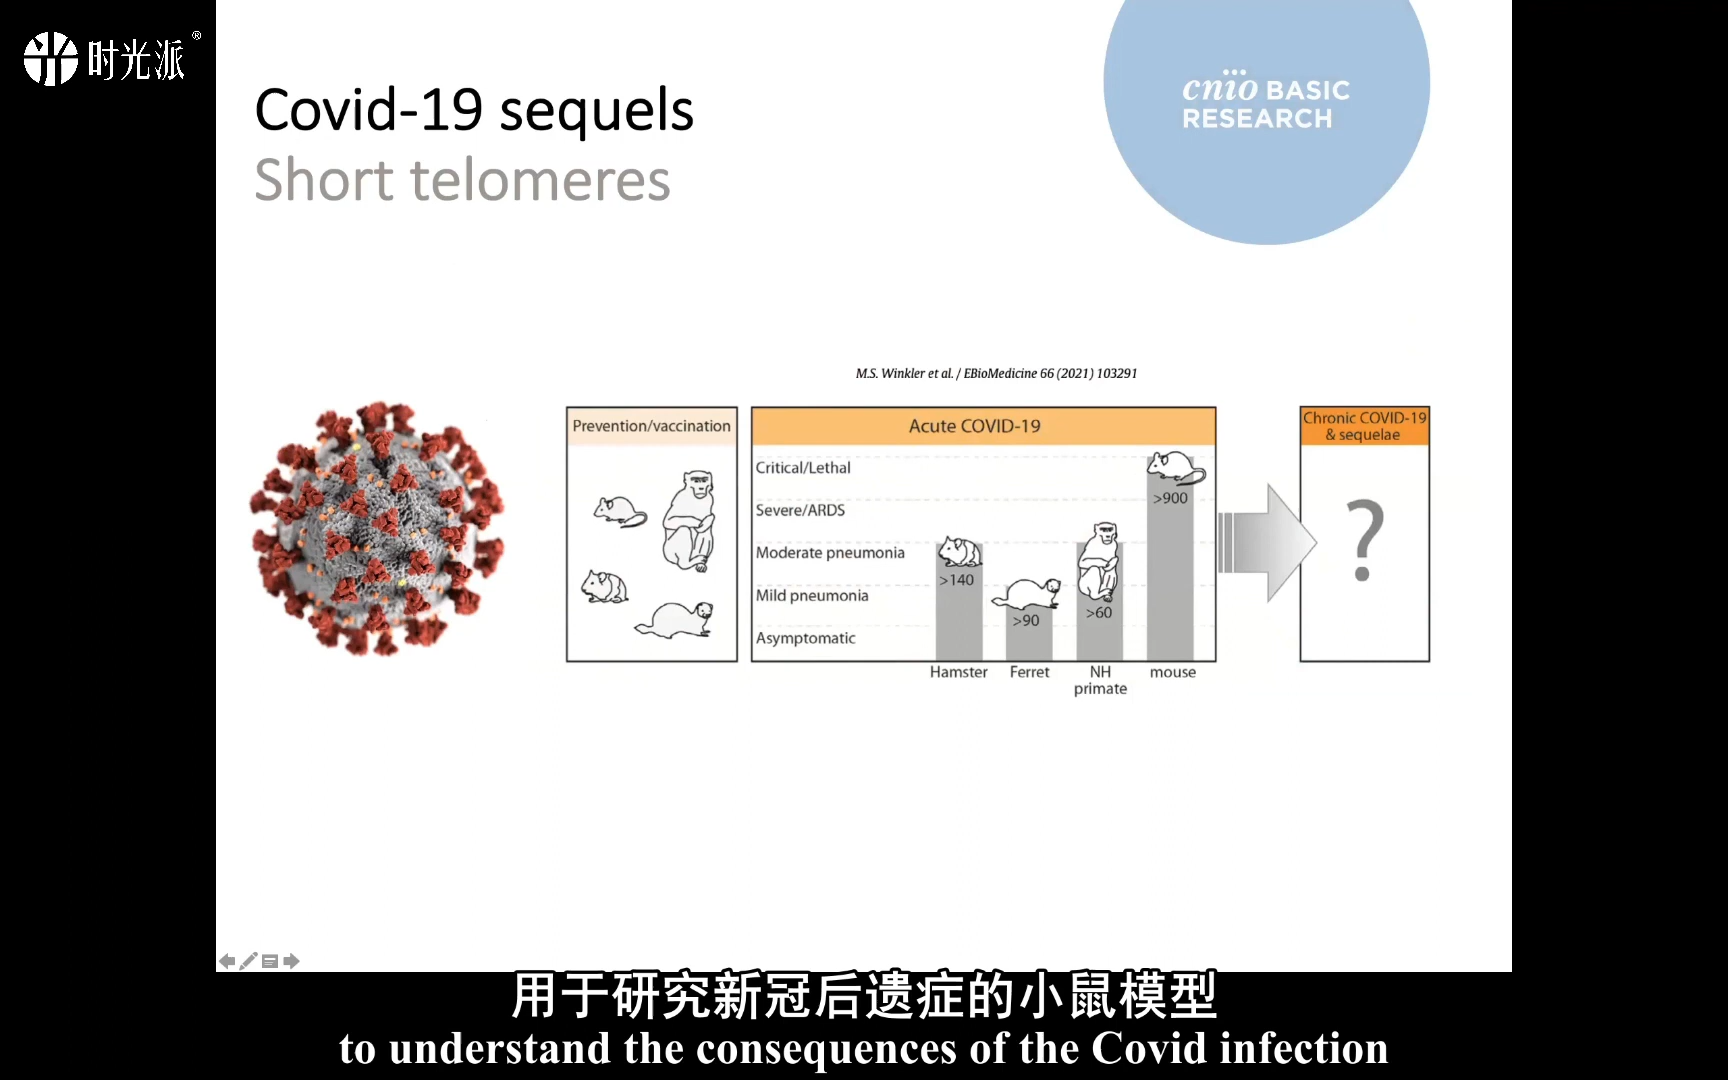 时光派®
Covid-19 sequels
Short telomeres
cnio BASIC
RESEARCH
M.S. Winkler et al. / EBioMedicine 66 (2021) 103291
Prevention/vaccination
Acute COVID-19
Critical/Lethal
Severe/ARDS
Moderate pneumonia
Mild pneumonia
Asymptomatic
>140
>90
>60
>900
Hamster
Ferret
NH
primate
mouse
Chronic COVID-19
& sequelae
?
用于研究新冠后遗症的小鼠模型
to understand the consequences of the Covid infection